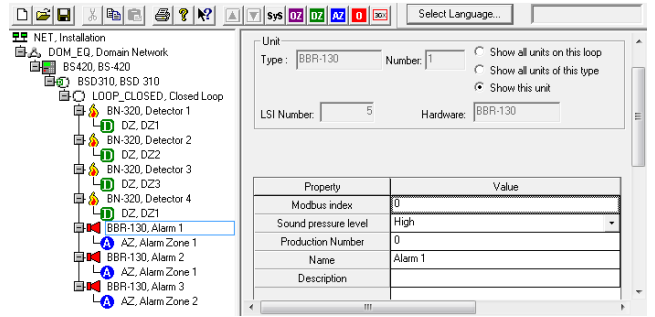 SYS OZ DZ AZ 0 Select Language...
NET, Installation
DOM_EQ, Domain Network
BS420, BS-420
BSD310, BSD 310
LOOP_CLOSED, Closed Loop
BN-320, Detector 1
D DZ, DZ1
BN-320, Detector 2
D DZ, DZ2
BN-320, Detector 3
D DZ, DZ3
BN-320, Detector 4
D DZ, DZ1
BBR-130, Alarm 1
A AZ, Alarm Zone 1
BBR-130, Alarm 2
A AZ, Alarm Zone 1
BBR-130, Alarm 3
A AZ, Alarm Zone 2
Unit
Type : BBR-130 Number: 1
Show all units on this loop
Show all units of this type
Show this unit
LSI Number: 5 Hardware: BBR-130
Property Value
Modbus index 0
Sound pressure level High
Production Number 0
Name Alarm 1
Description